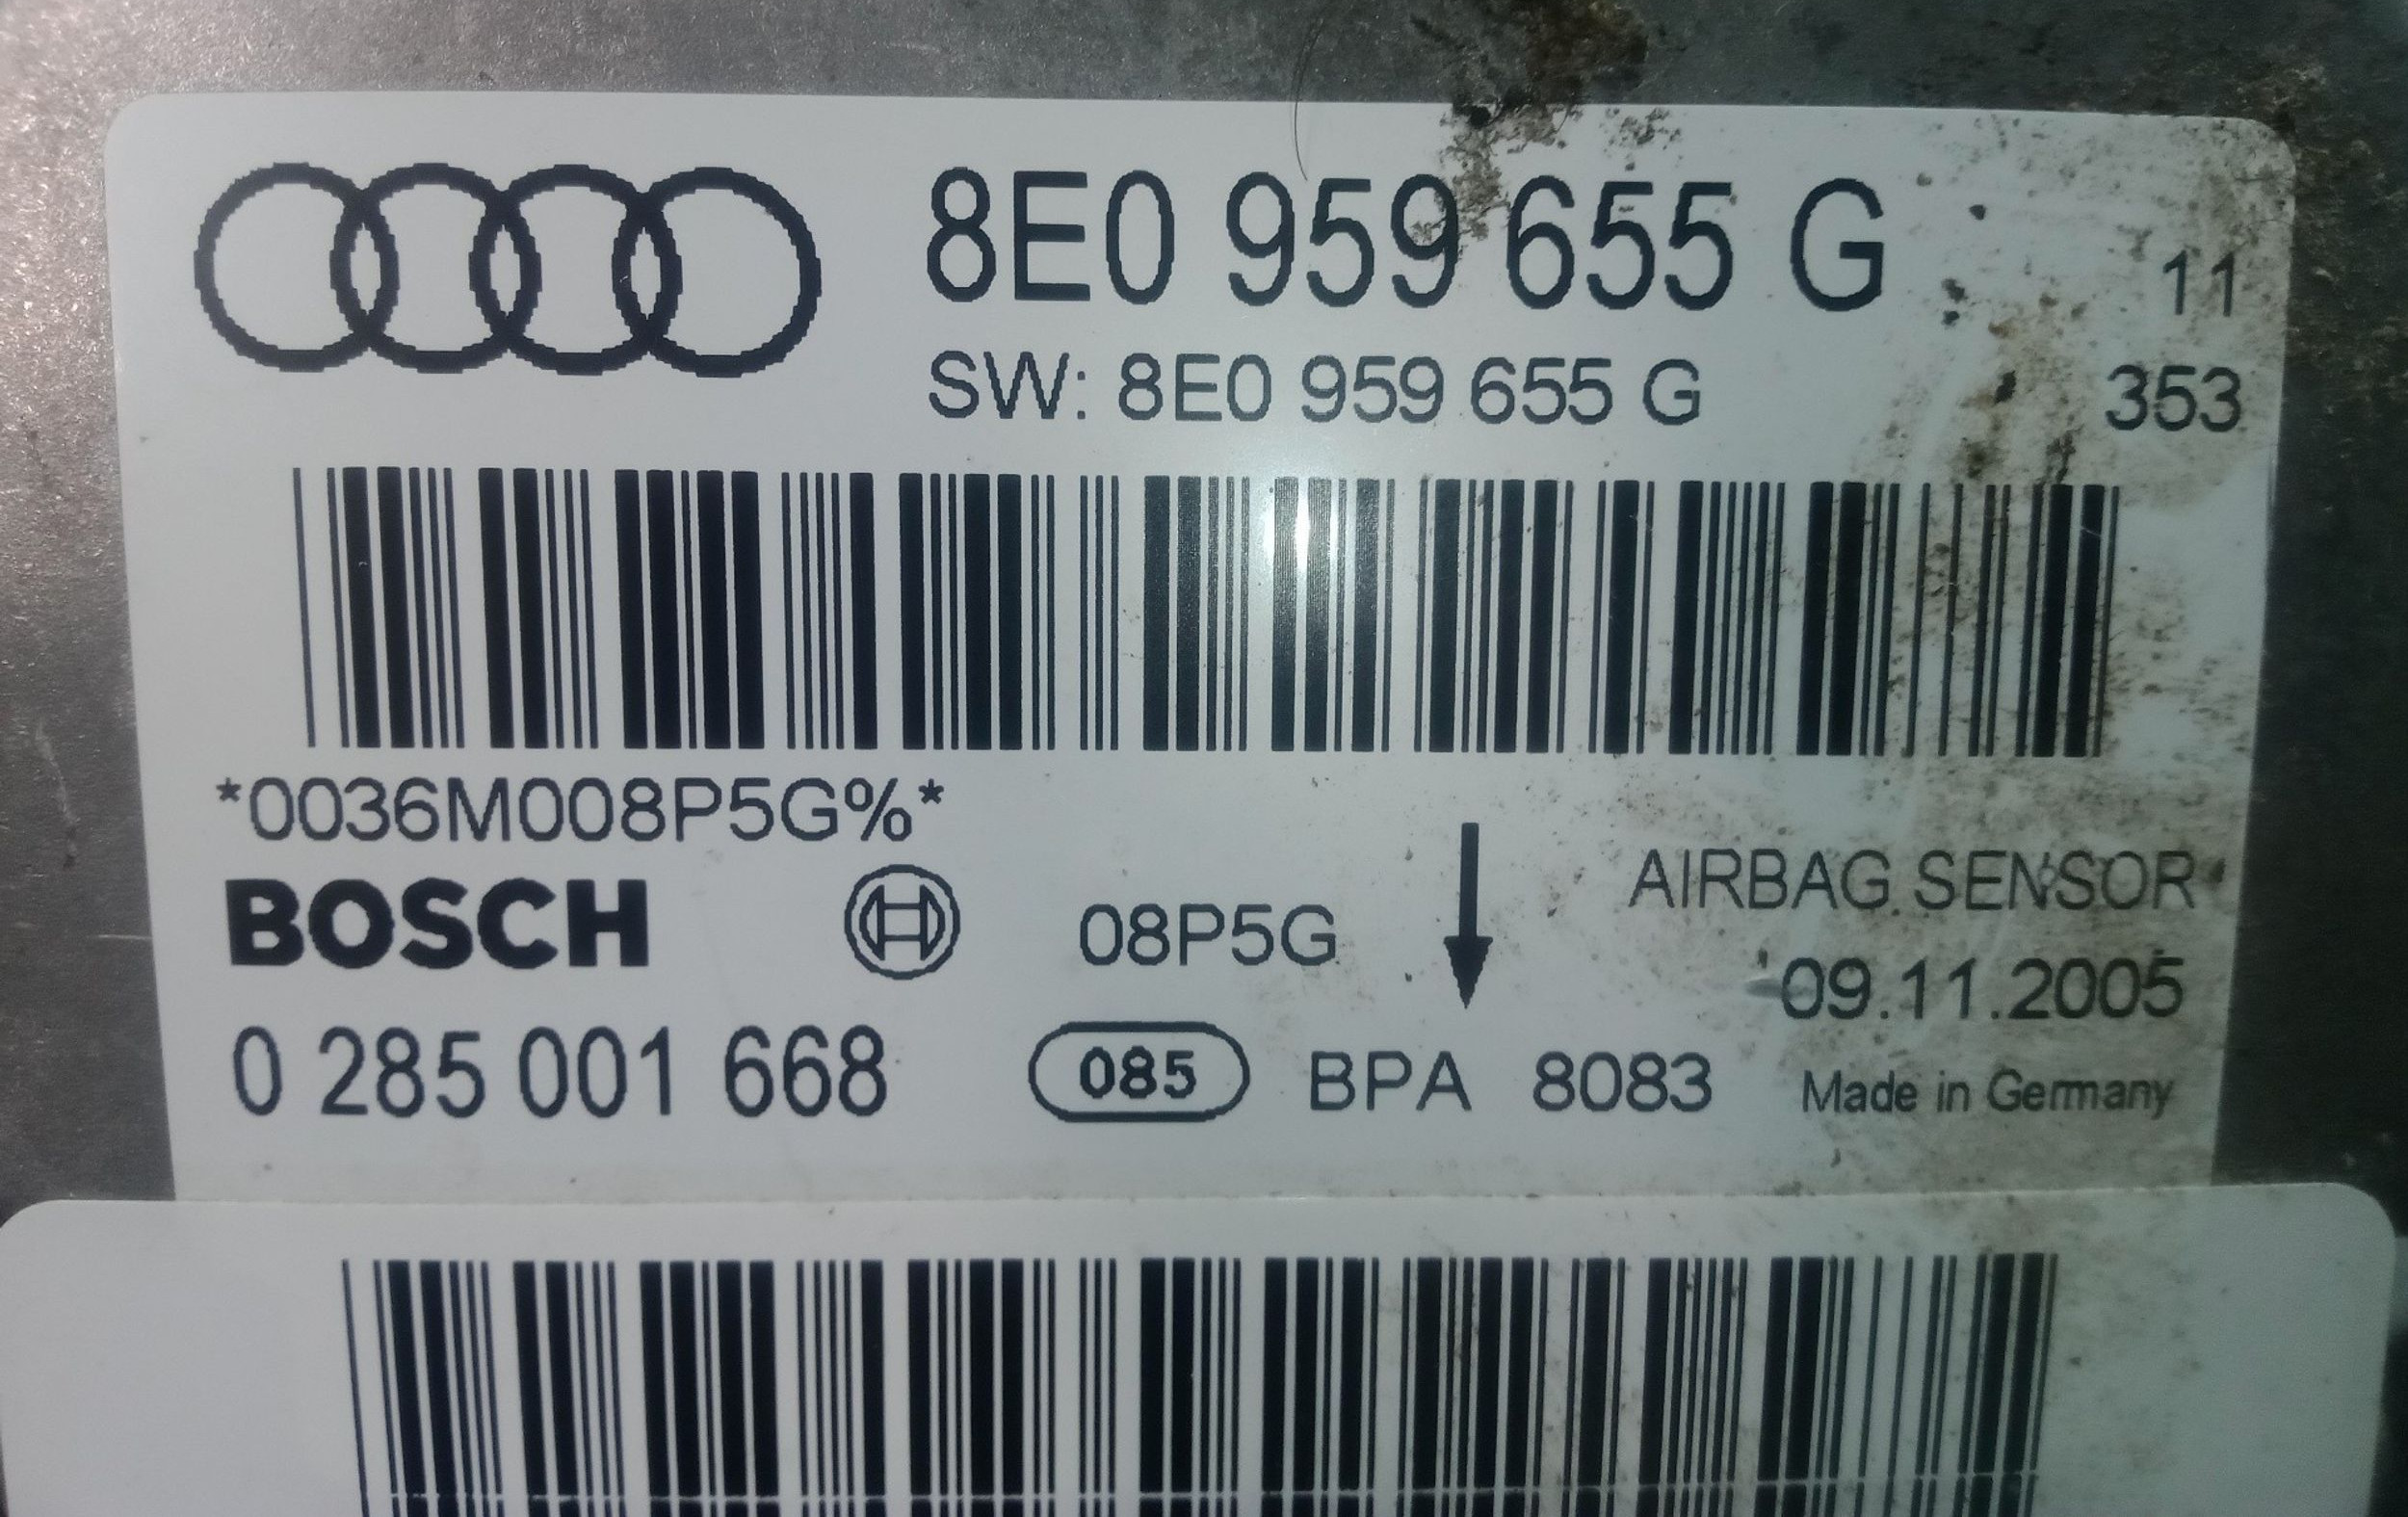 8E0 959 655 G 11
SW: 8E0 959 655 G 353
*0036M008P5G%*
BOSCH 08P5G AIRBAG SENSOR
09.11.2005
0 285 001 668 085 BPA 8083 Made in Germany